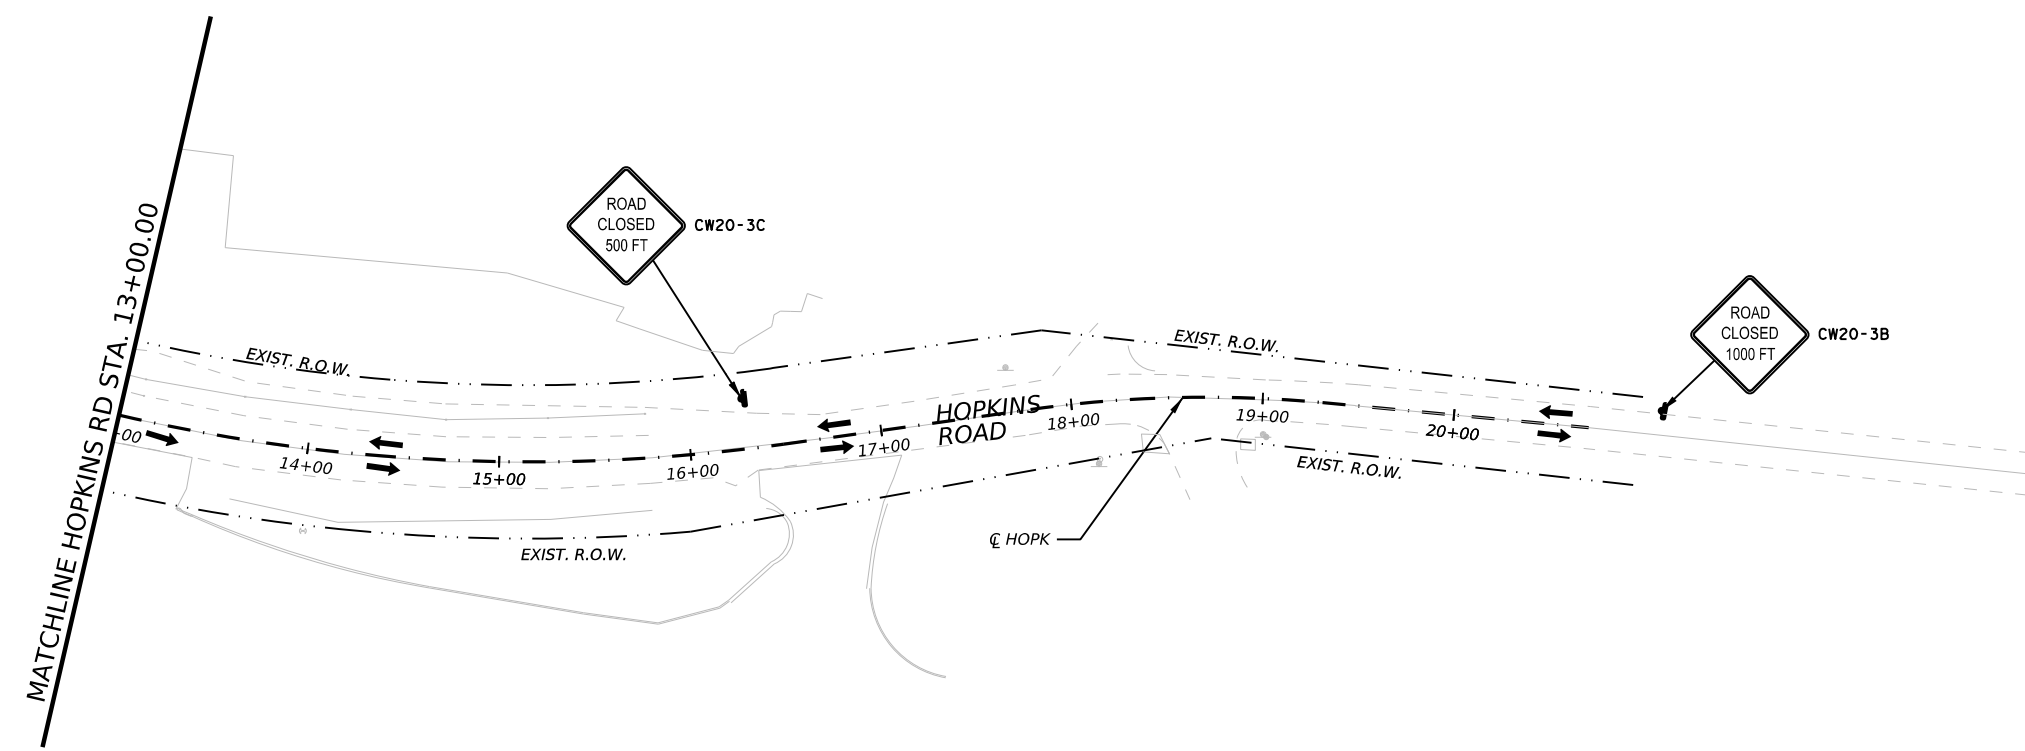 MATCHLINE HOPKINS RD STA. 13+00.00
ROAD
CLOSED
500 FT
CW20-3C
ROAD
CLOSED
1000 FT
CW20-3B
EXIST. R.O.W.
EXIST. R.O.W.
HOPKINS
ROAD
+00
14+00
15+00
16+00
17+00
18+00
19+00
20+00
EXIST. R.O.W.
EXIST. R.O.W.
℄ HOPK